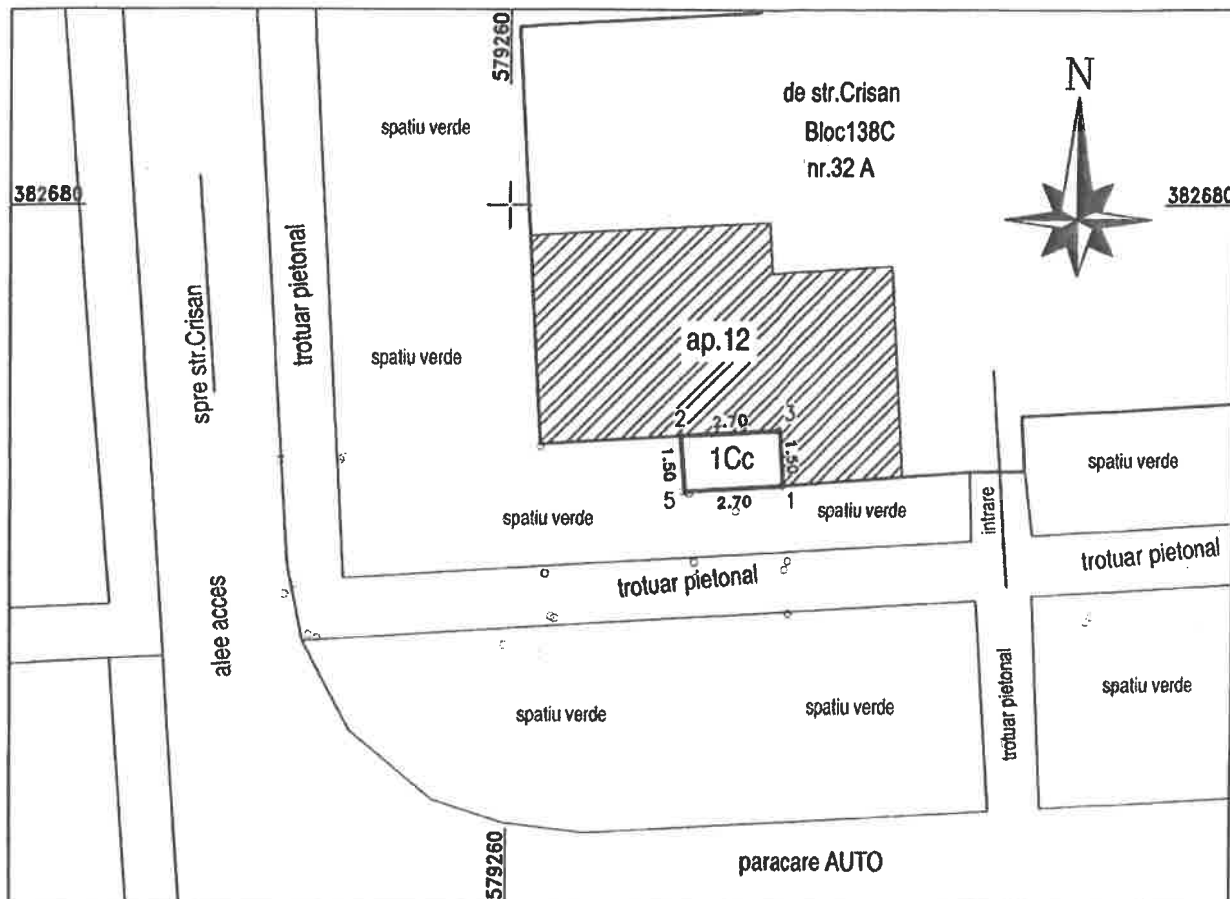 579260
N
de str.Crisan
Bloc138C
nr.32 A
spatiu verde
382680
382680
trotuar pietonal
spre str.Crisan
spatiu verde
ap.12
2
2.70
3
1.50
1Cc
1.50
5
2.70
1
spatiu verde
spatiu verde
spatiu verde
intrare
trotuar pietonal
trotuar pietonal
alee acces
spatiu verde
spatiu verde
trotuar pietonal
spatiu verde
579260
paracare AUTO